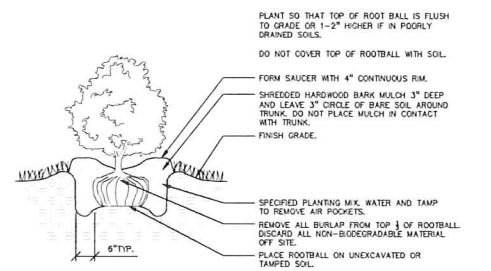 PLANT SO THAT TOP OF ROOT BALL IS FLUSH
TO GRADE OR 1-2" HIGHER IF IN POORLY
DRAINED SOILS.
DO NOT COVER TOP OF ROOTBALL WITH SOIL.
FORM SAUCER WITH 4" CONTINUOUS RIM.
SHREDDED HARDWOOD BARK MULCH 3" DEEP
AND LEAVE 3" CIRCLE OF BARE SOIL AROUND
TRUNK. DO NOT PLACE MULCH IN CONTACT
WITH TRUNK.
FINISH GRADE.
SPECIFIED PLANTING MIX. WATER AND TAMP
TO REMOVE AIR POCKETS.
REMOVE ALL BURLAP FROM TOP OF ROOTBALL.
DISCARD ALL NON-BIODEGRADABLE MATERIAL
OFF SITE.
PLACE ROOTBALL ON UNEXCAVATED OR
TAMPED SOIL.
6"TYP.